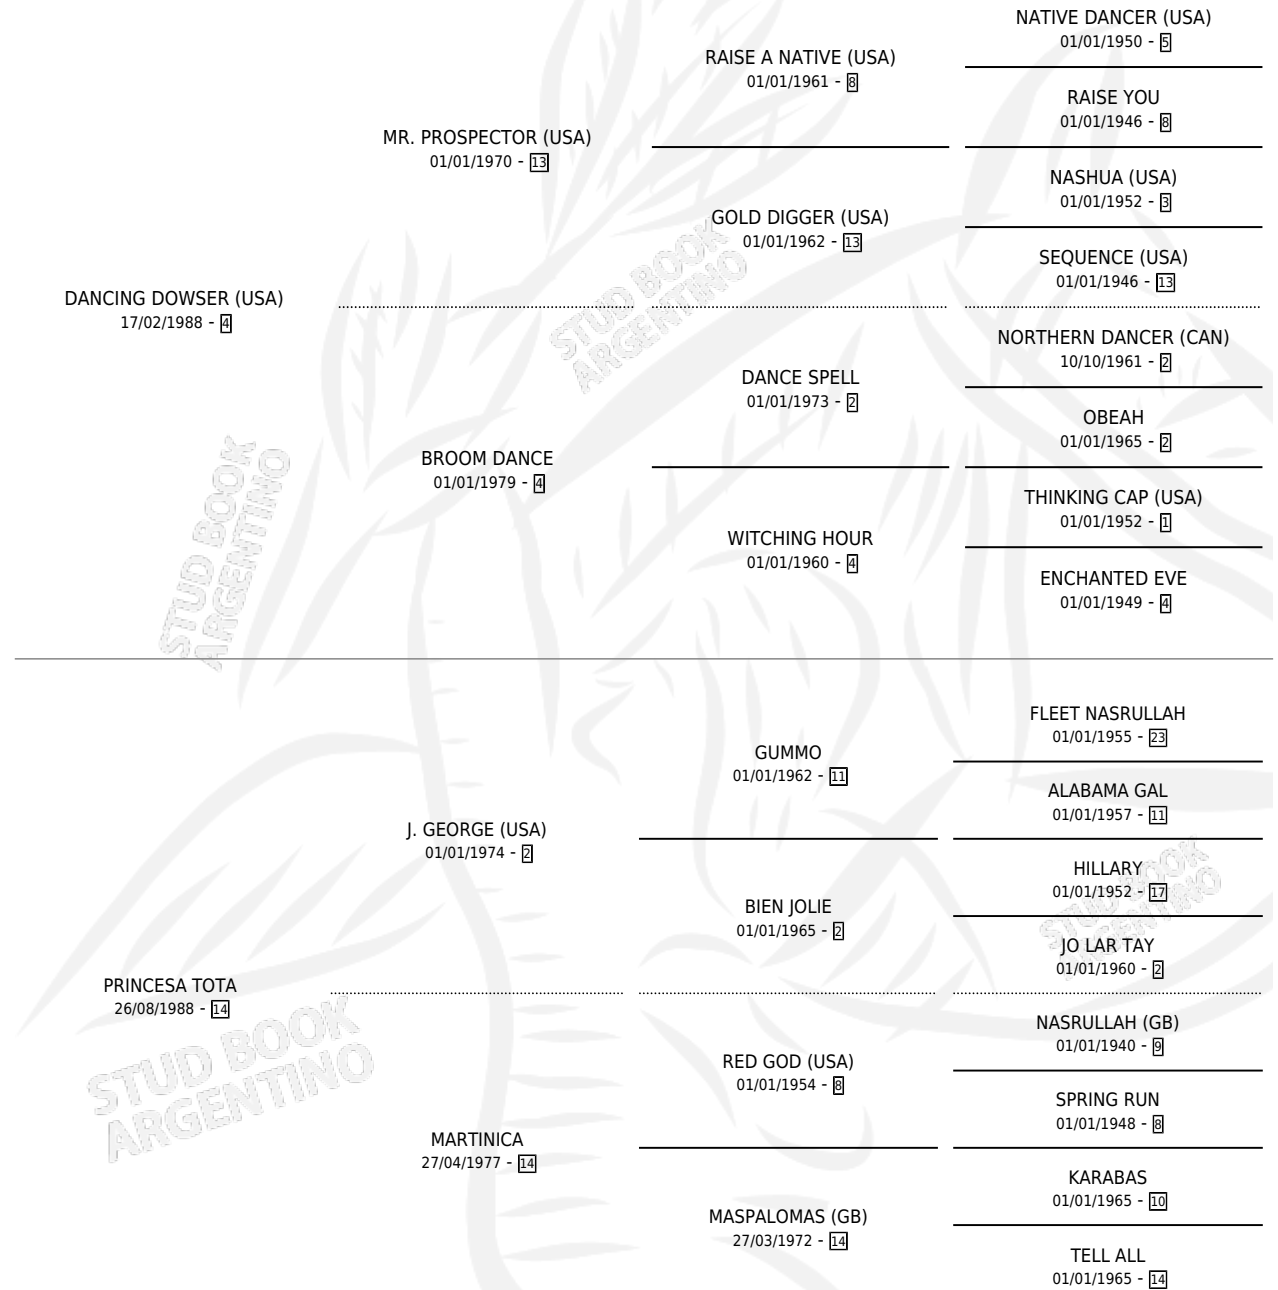 NATIVE DANCER (USA)
01/01/1950 - 5
RAISE A NATIVE (USA)
01/01/1961 - 8
RAISE YOU
01/01/1946 - 8
MR. PROSPECTOR (USA)
01/01/1970 - 13
NASHUA (USA)
01/01/1952 - 3
GOLD DIGGER (USA)
01/01/1962 - 13
SEQUENCE (USA)
01/01/1946 - 13
DANCING DOWSER (USA)
17/02/1988 - 4
NORTHERN DANCER (CAN)
10/10/1961 - 2
DANCE SPELL
01/01/1973 - 2
OBEAH
01/01/1965 - 2
BROOM DANCE
01/01/1979 - 4
THINKING CAP (USA)
01/01/1952 - 1
WITCHING HOUR
01/01/1960 - 4
ENCHANTED EVE
01/01/1949 - 4
FLEET NASRULLAH
01/01/1955 - 23
GUMMO
01/01/1962 - 11
ALABAMA GAL
01/01/1957 - 11
J. GEORGE (USA)
01/01/1974 - 2
HILLARY
01/01/1952 - 17
BIEN JOLIE
01/01/1965 - 2
JO LAR TAY
01/01/1960 - 2
PRINCESA TOTA
26/08/1988 - 14
NASRULLAH (GB)
01/01/1940 - 9
RED GOD (USA)
01/01/1954 - 8
SPRING RUN
01/01/1948 - 8
MARTINICA
27/04/1977 - 14
KARABAS
01/01/1965 - 10
MASPALOMAS (GB)
27/03/1972 - 14
TELL ALL
01/01/1965 - 14
STUD BOOK
ARGENTINO
STUD BOOK
ARGENTINO
STUD BOOK
ARGENTINO
STUD BOOK
ARGENTINO